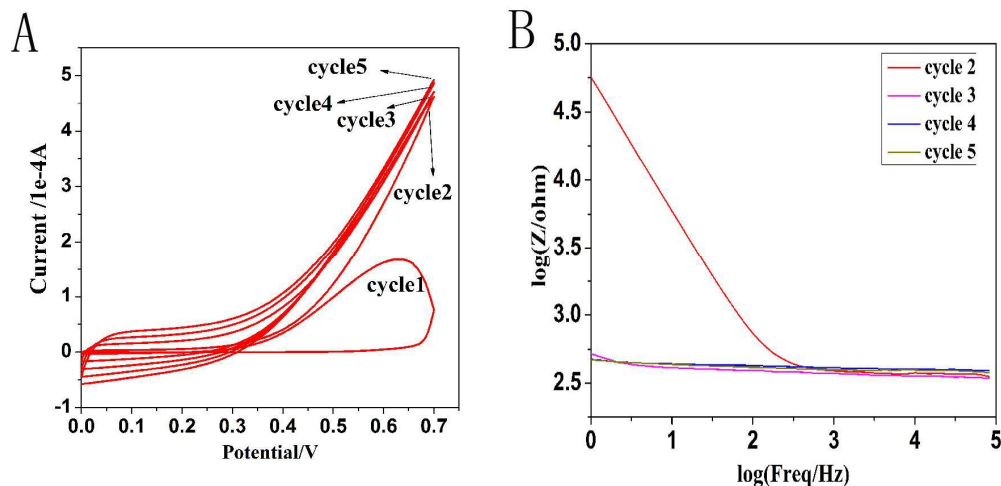 A
Current /1e-4A
5
4
3
2
1
0
-1
cycle5
cycle4
cycle3
cycle2
cycle1
0.0 0.1 0.2 0.3 0.4 0.5 0.6 0.7
Potential/V
B
log(Z/ohm)
5.0
4.5
4.0
3.5
3.0
2.5
cycle 2
cycle 3
cycle 4
cycle 5
0 1 2 3 4 5
log(Freq/Hz)